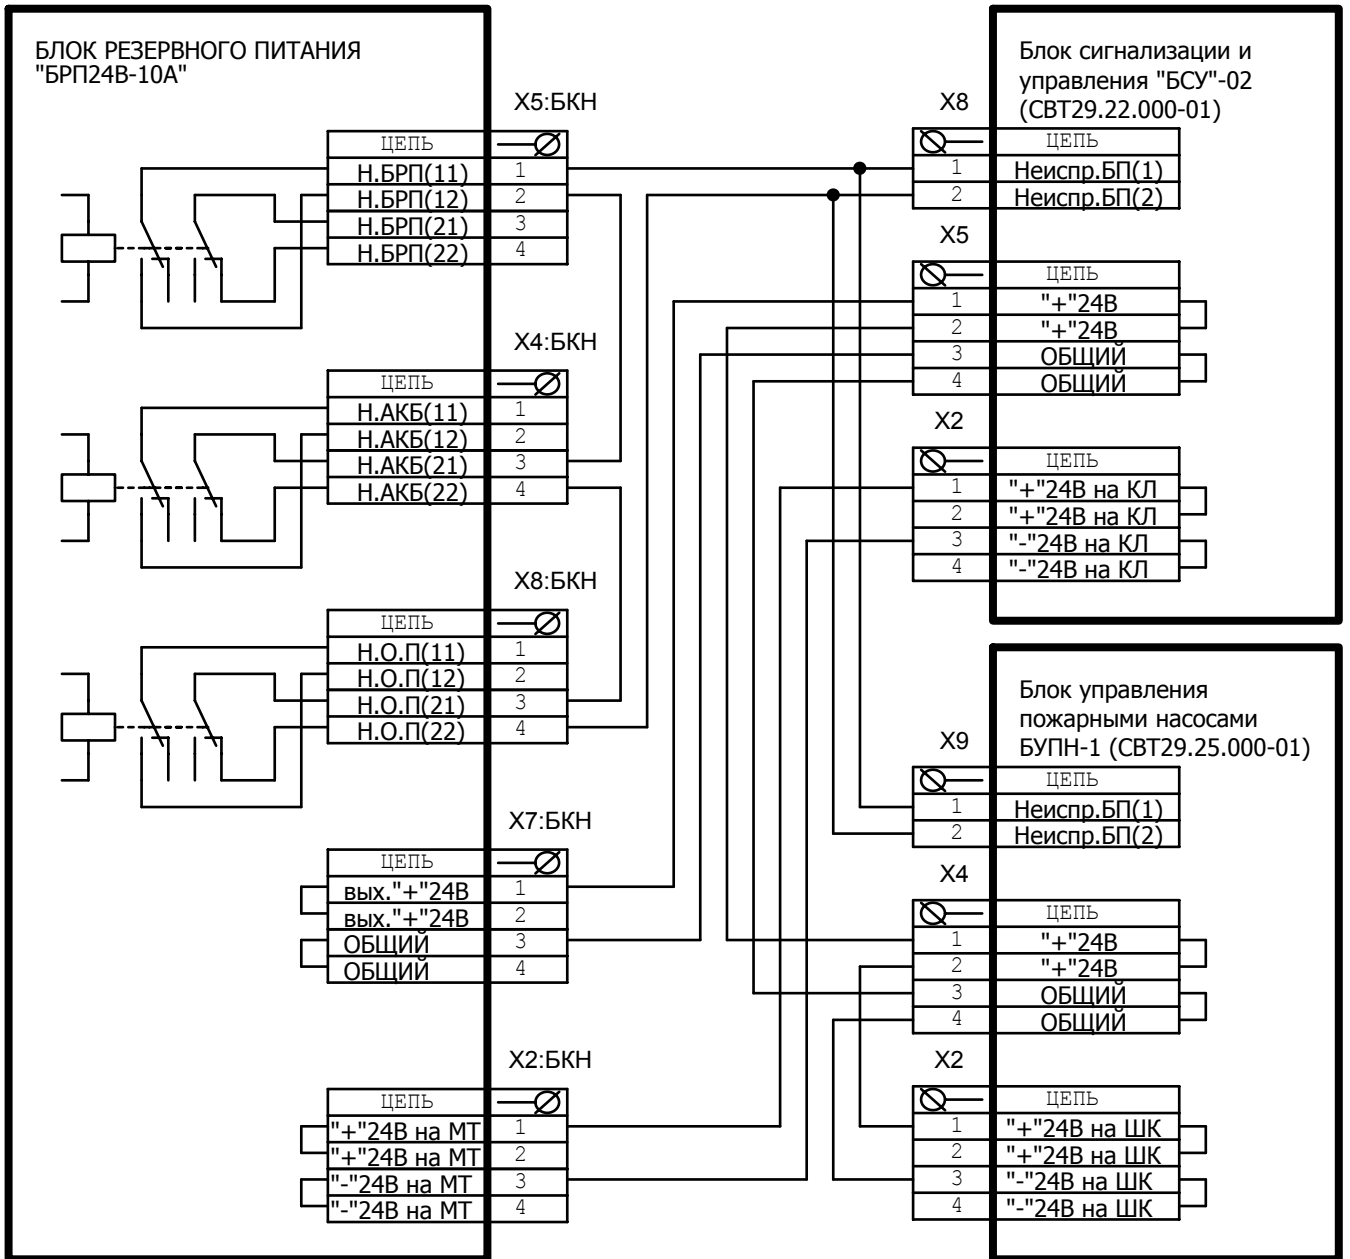 БЛОК РЕЗЕРВНОГО ПИТАНИЯ
"БРП24В-10А"
X5:БКН
ЦЕПЬ
Н.БРП(11) 1
Н.БРП(12) 2
Н.БРП(21) 3
Н.БРП(22) 4
X4:БКН
ЦЕПЬ
Н.АКБ(11) 1
Н.АКБ(12) 2
Н.АКБ(21) 3
Н.АКБ(22) 4
X8:БКН
ЦЕПЬ
Н.О.П(11) 1
Н.О.П(12) 2
Н.О.П(21) 3
Н.О.П(22) 4
X7:БКН
ЦЕПЬ
вых."+"24В 1
вых."+"24В 2
ОБЩИЙ 3
ОБЩИЙ 4
X2:БКН
ЦЕПЬ
"+"24В на МТ 1
"+"24В на МТ 2
"-"24В на МТ 3
"-"24В на МТ 4
Блок сигнализации и
управления "БСУ"-02
(СВТ29.22.000-01)
X8
ЦЕПЬ
1 Неиспр.БП(1)
2 Неиспр.БП(2)
X5
ЦЕПЬ
1 "+"24В
2 "+"24В
3 ОБЩИЙ
4 ОБЩИЙ
X2
ЦЕПЬ
1 "+"24В на КЛ
2 "+"24В на КЛ
3 "-"24В на КЛ
4 "-"24В на КЛ
Блок управления
пожарными насосами
БУПН-1 (СВТ29.25.000-01)
X9
ЦЕПЬ
1 Неиспр.БП(1)
2 Неиспр.БП(2)
X4
ЦЕПЬ
1 "+"24В
2 "+"24В
3 ОБЩИЙ
4 ОБЩИЙ
X2
ЦЕПЬ
1 "+"24В на ШК
2 "+"24В на ШК
3 "-"24В на ШК
4 "-"24В на ШК